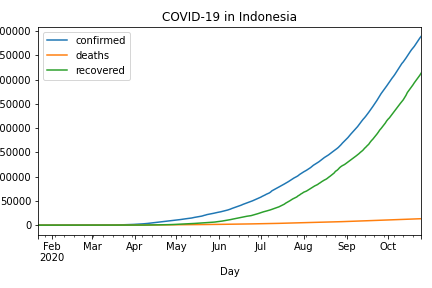 COVID-19 in Indonesia
confirmed
deaths
recovered
50000
0
Feb Mar Apr May Jun Jul Aug Sep Oct
2020
Day